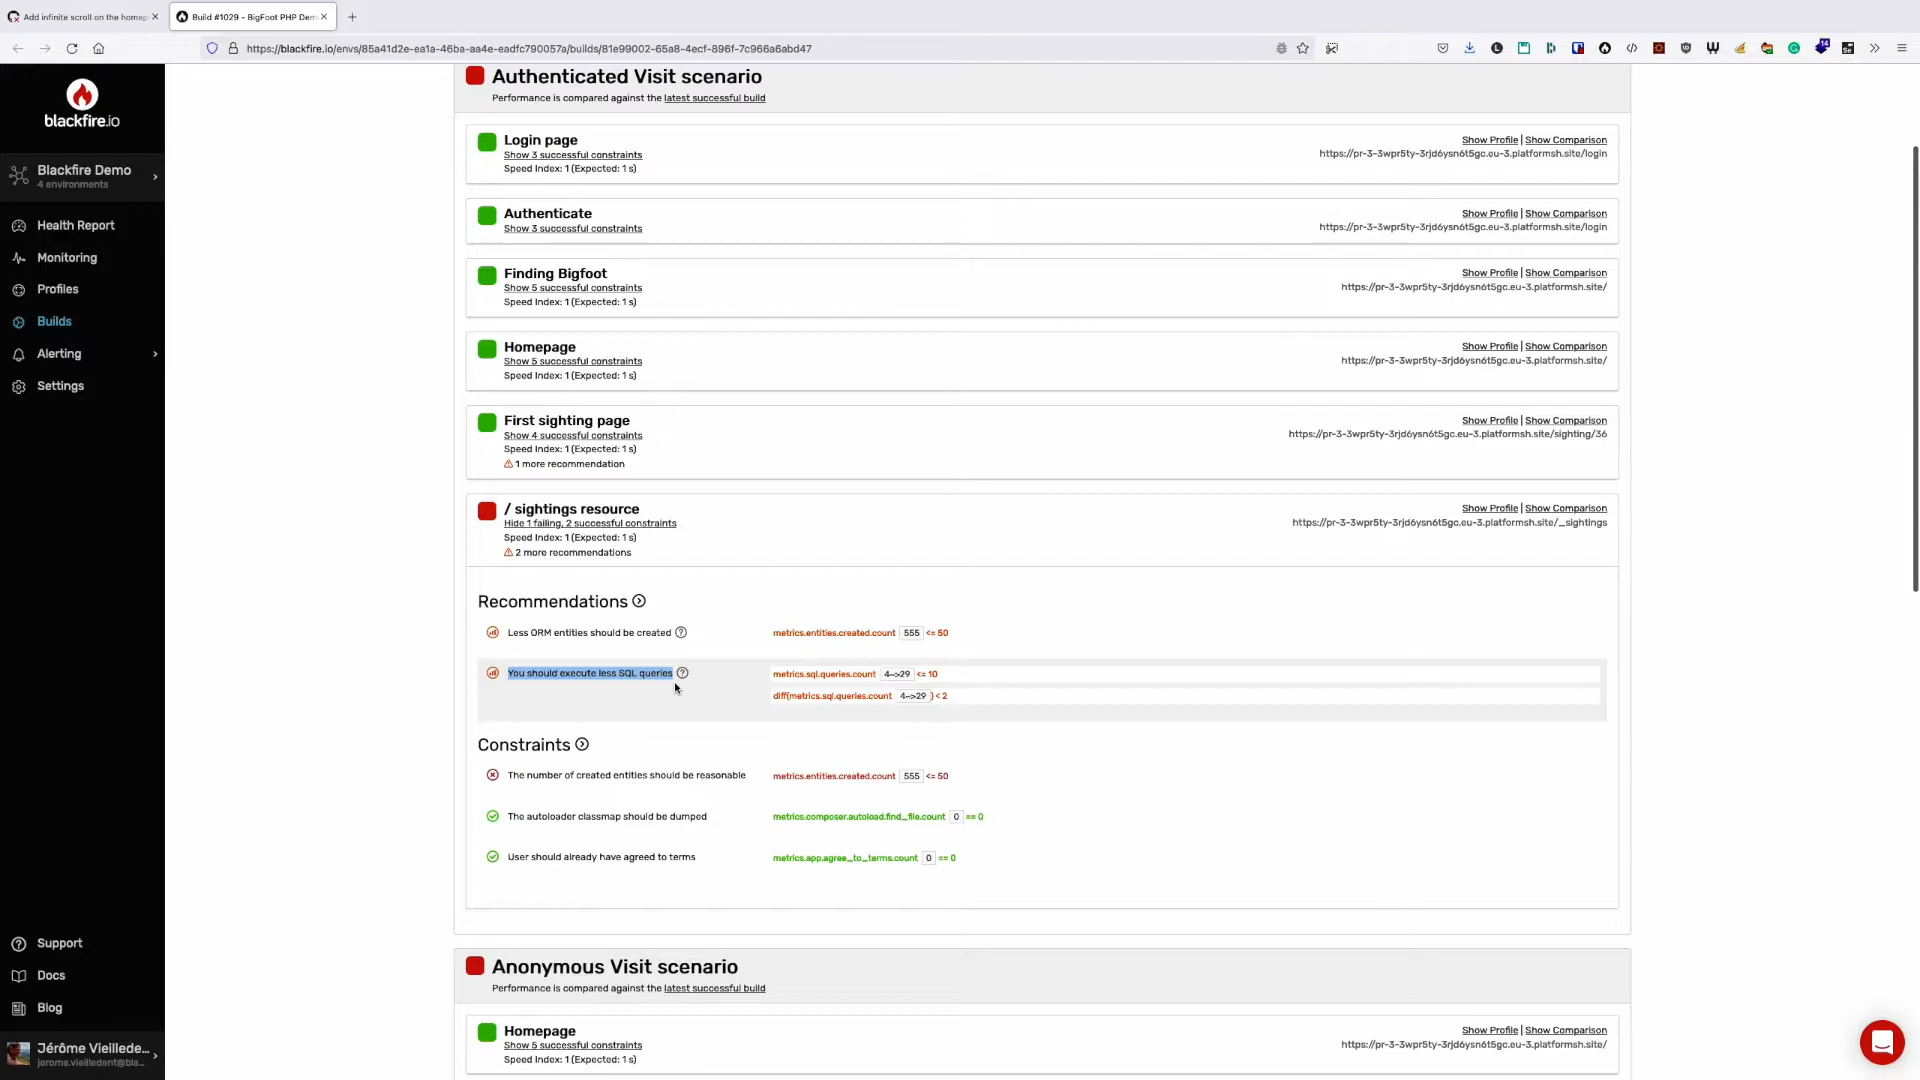 Add infinite scroll on the homep
Build #1029 - BigFoot PHP Dem
https://blackfire.io/envs/85a41d2e-ea1a-46ba-aa4e-eadfc790057a/builds/81e99002-65a8-4ecf-896f-7c966a6abd47
14
blackfire.io
Blackfire Demo
4 environments
Health Report
Monitoring
Profiles
Builds
Alerting
Settings
Support
Docs
Blog
Jérôme Vieillede...
jerome.vieilledent@bla...
Authenticated Visit scenario
Performance is compared against the latest successful build
Login page
Show 3 successful constraints
Speed Index: 1 (Expected: 1 s)
Show Profile | Show Comparison
https://pr-3-3wpr5ty-3rjd6ysn6t5gc.eu-3.platformsh.site/login
Authenticate
Show 3 successful constraints
Show Profile | Show Comparison
https://pr-3-3wpr5ty-3rjd6ysn6t5gc.eu-3.platformsh.site/login
Finding Bigfoot
Show 5 successful constraints
Speed Index: 1 (Expected: 1 s)
Show Profile | Show Comparison
https://pr-3-3wpr5ty-3rjd6ysn6t5gc.eu-3.platformsh.site/
Homepage
Show 5 successful constraints
Speed Index: 1 (Expected: 1 s)
Show Profile | Show Comparison
https://pr-3-3wpr5ty-3rjd6ysn6t5gc.eu-3.platformsh.site/
First sighting page
Show 4 successful constraints
Speed Index: 1 (Expected: 1 s)
1 more recommendation
Show Profile | Show Comparison
https://pr-3-3wpr5ty-3rjd6ysn6t5gc.eu-3.platformsh.site/sighting/36
/ sightings resource
Hide 1 failing, 2 successful constraints
Speed Index: 1 (Expected: 1 s)
2 more recommendations
Show Profile | Show Comparison
https://pr-3-3wpr5ty-3rjd6ysn6t5gc.eu-3.platformsh.site/_sightings
Recommendations
Less ORM entities should be created
metrics.entities.created.count 555 <= 50
You should execute less SQL queries
metrics.sql.queries.count 4~>29 <= 10
diff(metrics.sql.queries.count 4~>29 ) < 2
Constraints
The number of created entities should be reasonable
metrics.entities.created.count 555 <= 50
The autoloader classmap should be dumped
metrics.composer.autoload.find_file.count 0 == 0
User should already have agreed to terms
metrics.app.agree_to_terms.count 0 == 0
Anonymous Visit scenario
Performance is compared against the latest successful build
Homepage
Show 5 successful constraints
Speed Index: 1 (Expected: 1 s)
Show Profile | Show Comparison
https://pr-3-3wpr5ty-3rjd6ysn6t5gc.eu-3.platformsh.site/